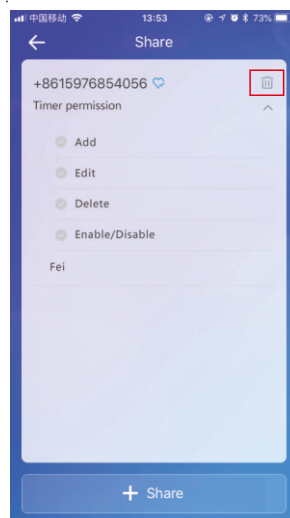 中国移动 13:53 73%
Share
+8615976854056
Timer permission
Add
Edit
Delete
Enable/Disable
Fei
+ Share